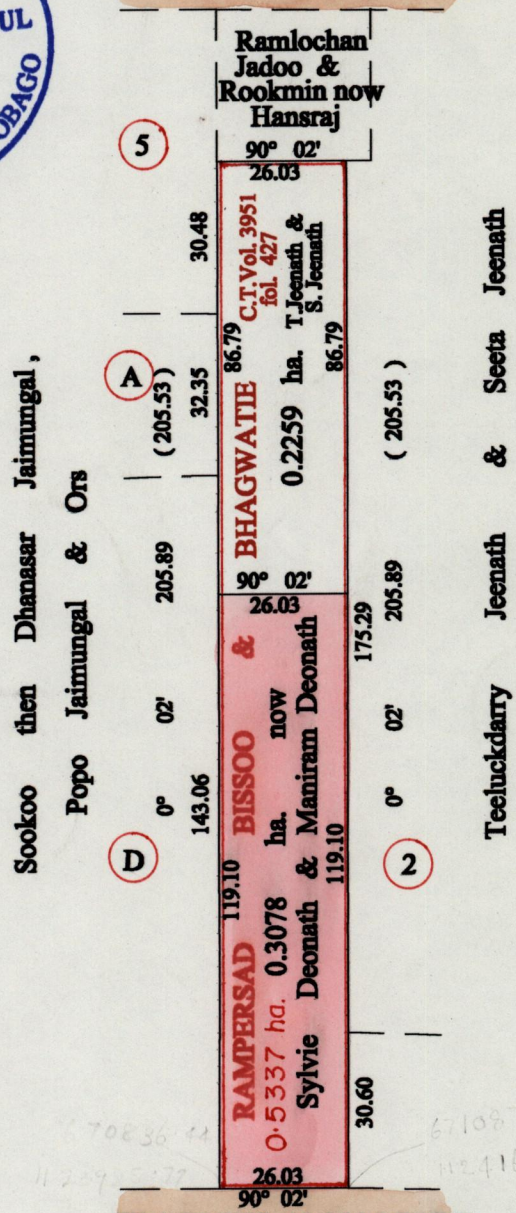 UL
OBAGO
Ramlochan
Jadoo &
Rookmin now
Hansraj
5
90° 02'
26.03
30.48
C.T.Vol. 3951
fol. 427
T.Jeenath &
S. Jeenath
86.79
86.79
A
( 205.53 )
32.35
( 205.53 )
BHAGWATIE
0.2259 ha.
Sookoo then Dhanasar Jaimungal ,
Popo Jaimungal & Ors
Teeluckdarry Jeenath & Seeta Jeenath
90° 02'
26.03
0° 02' 205.89
143.06
175.29
0° 02' 205.89
D
2
119.10
119.10
RAMPERSAD BISSOO &
0.5337 ha.
0.3078 ha. now
Sylvie Deonath & Maniram Deonath
30.60
26.03
90° 02'